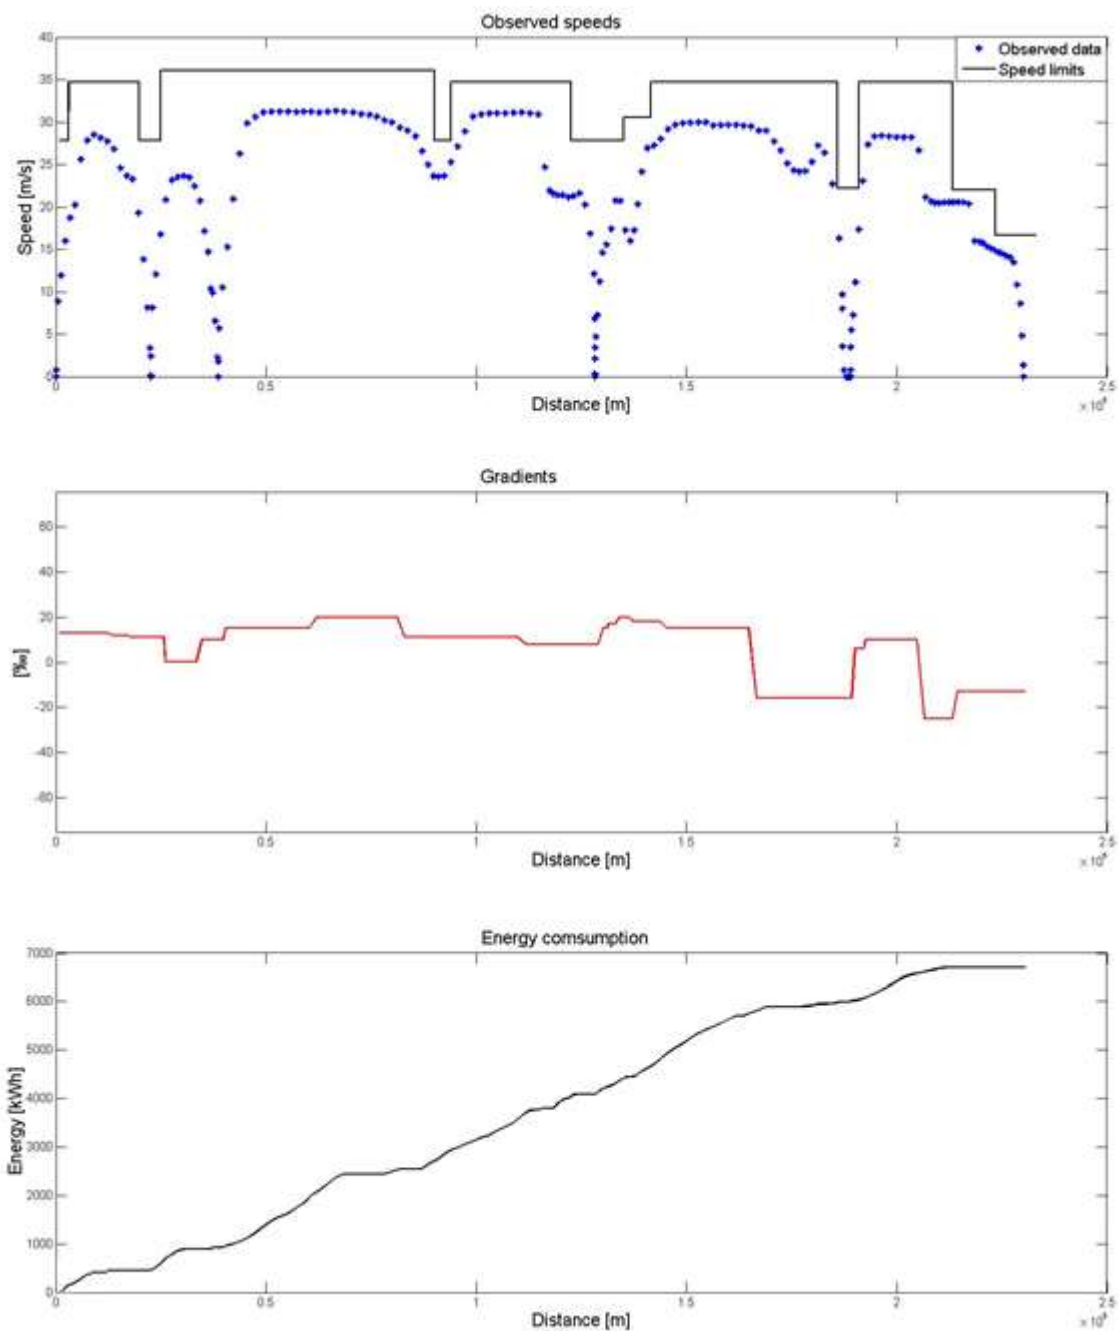 Observed speeds
40
35
30
25
20
15
10
5
0
Speed [m/s]
Observed data
Speed limits
0 0.5 1 1.5 2 2.5
Distance [m]
× 10⁴
Gradients
60
40
20
0
-20
-40
-60
[‰]
0 0.5 1 1.5 2 2.5
Distance [m]
× 10⁴
Energy comsumption
7000
6000
5000
4000
3000
2000
1000
0
Energy [kWh]
0 0.5 1 1.5 2 2.5
Distance [m]
× 10⁴